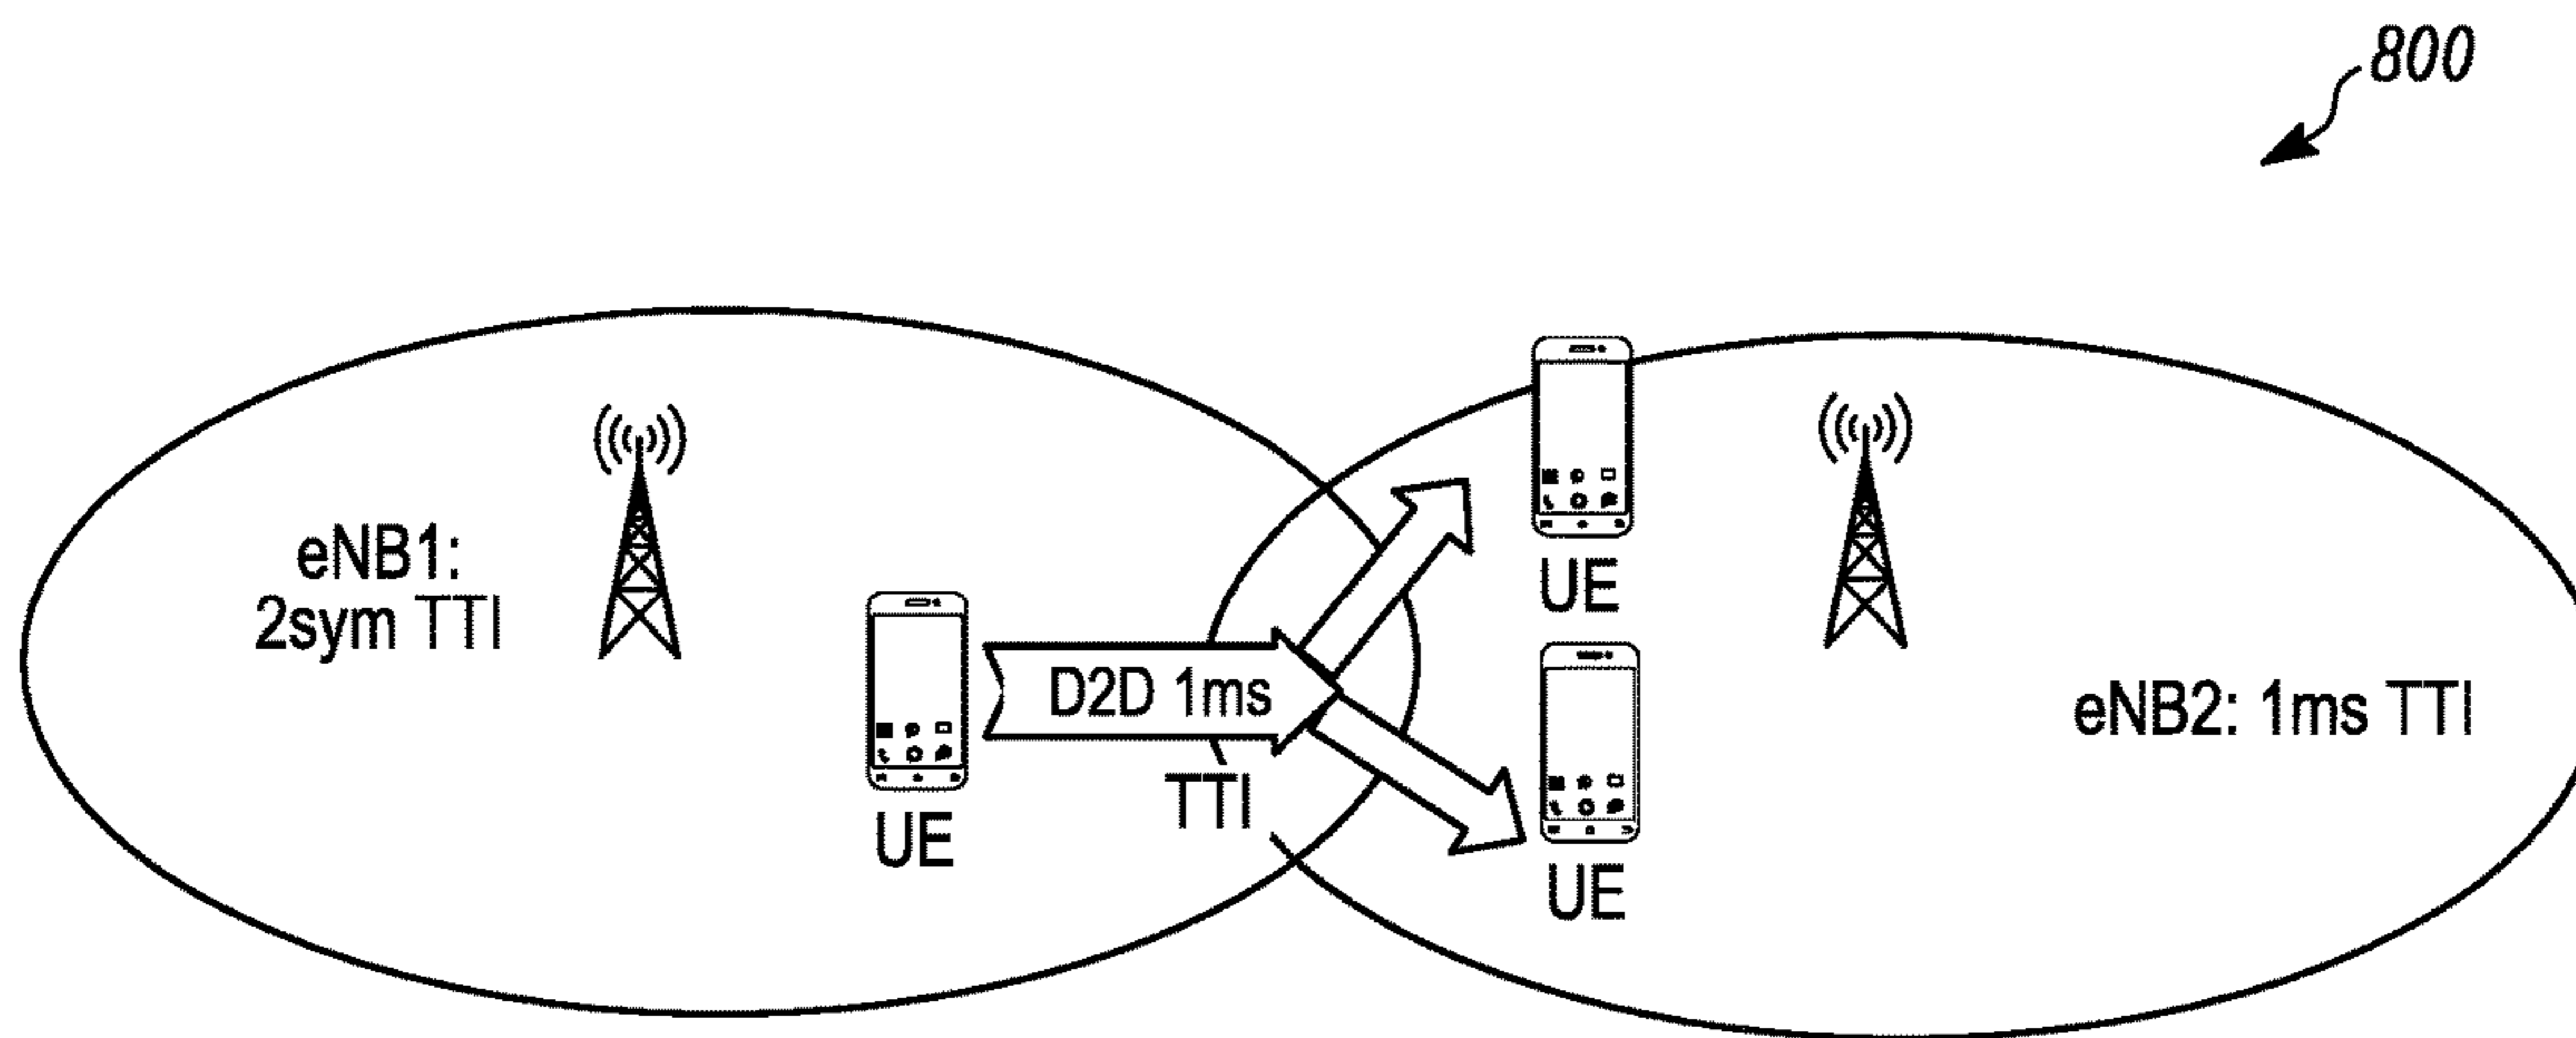 800
eNB1:
2sym TTI
UE
D2D 1ms
TTI
UE
UE
eNB2: 1ms TTI